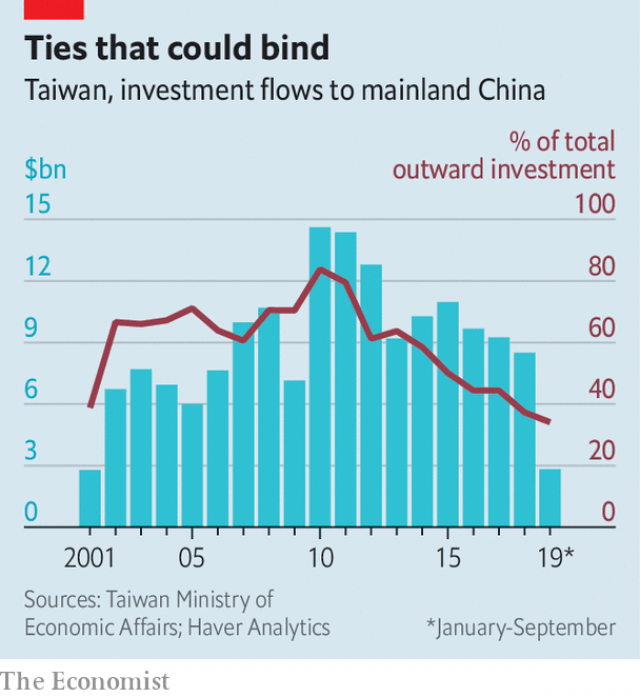 Ties that could bind
Taiwan, investment flows to mainland China
% of total
$bn outward investment
15 100
12 80
9 60
6 40
3 20
0 0
2001 05 10 15 19*
Sources: Taiwan Ministry of
Economic Affairs; Haver Analytics *January-September
The Economist